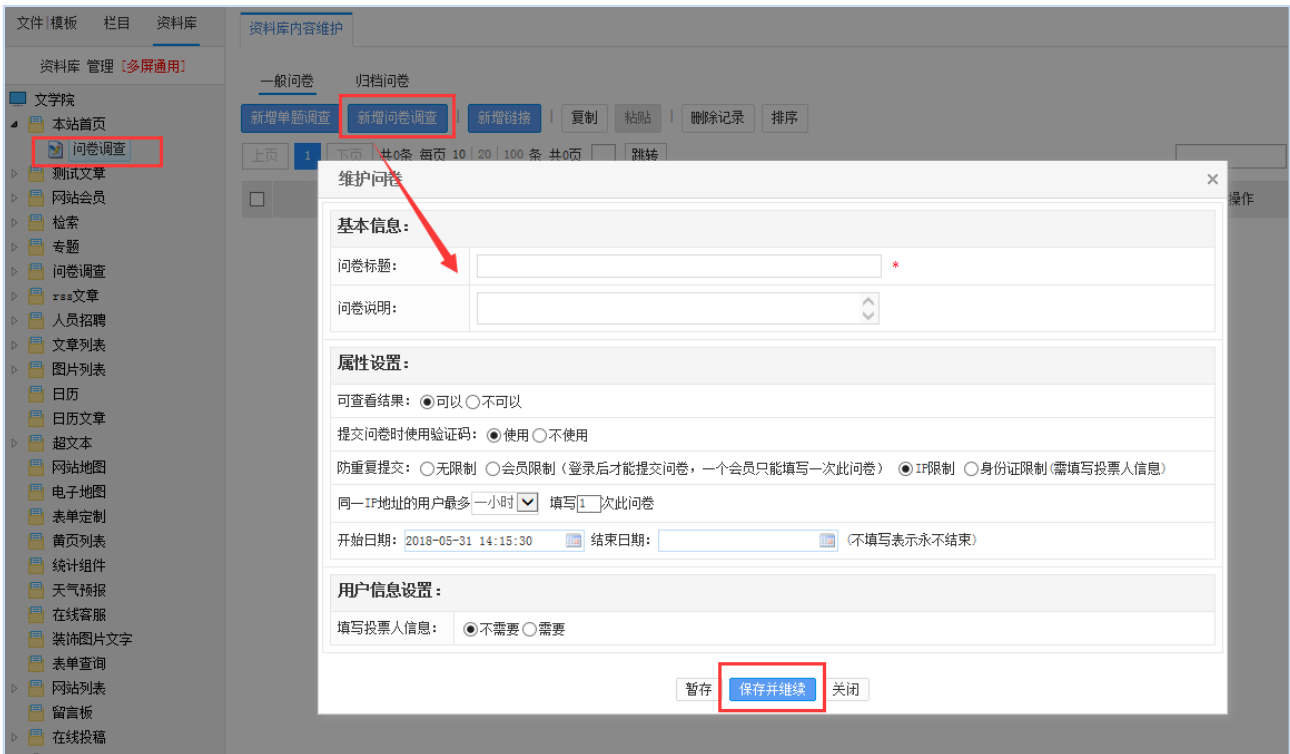 文件|模板 栏目 资料库
资料库 管理 [多屏通用]
文学院
本站首页
问卷调查
测试文章
网站会员
检索
专题
问卷调查
rss文章
人员招聘
文章列表
图片列表
日历
日历文章
超文本
网站地图
电子地图
表单定制
黄页列表
统计组件
天气预报
在线客服
装饰图片文字
表单查询
网站列表
留言板
在线投稿
资料库内容维护
一般问卷 归档问卷
新增单题调查 新增问卷调查 | 新增链接 | 复制 粘贴 | 删除记录 排序
上页 1 下页 共0条 每页 10 | 20 | 100 条 共0页 跳转
操作
维护问卷 ×
基本信息:
问卷标题: *
问卷说明:
属性设置:
可查看结果: 可以 不可以
提交问卷时使用验证码: 使用 不使用
防重复提交: 无限制 会员限制(登录后才能提交问卷,一个会员只能填写一次此问卷) IP限制 身份证限制(需填写投票人信息)
同一IP地址的用户最多 一小时 填写 1 次此问卷
开始日期: 2018-05-31 14:15:30 结束日期: (不填写表示永不结束)
用户信息设置:
填写投票人信息: 不需要 需要
暂存 保存并继续 关闭